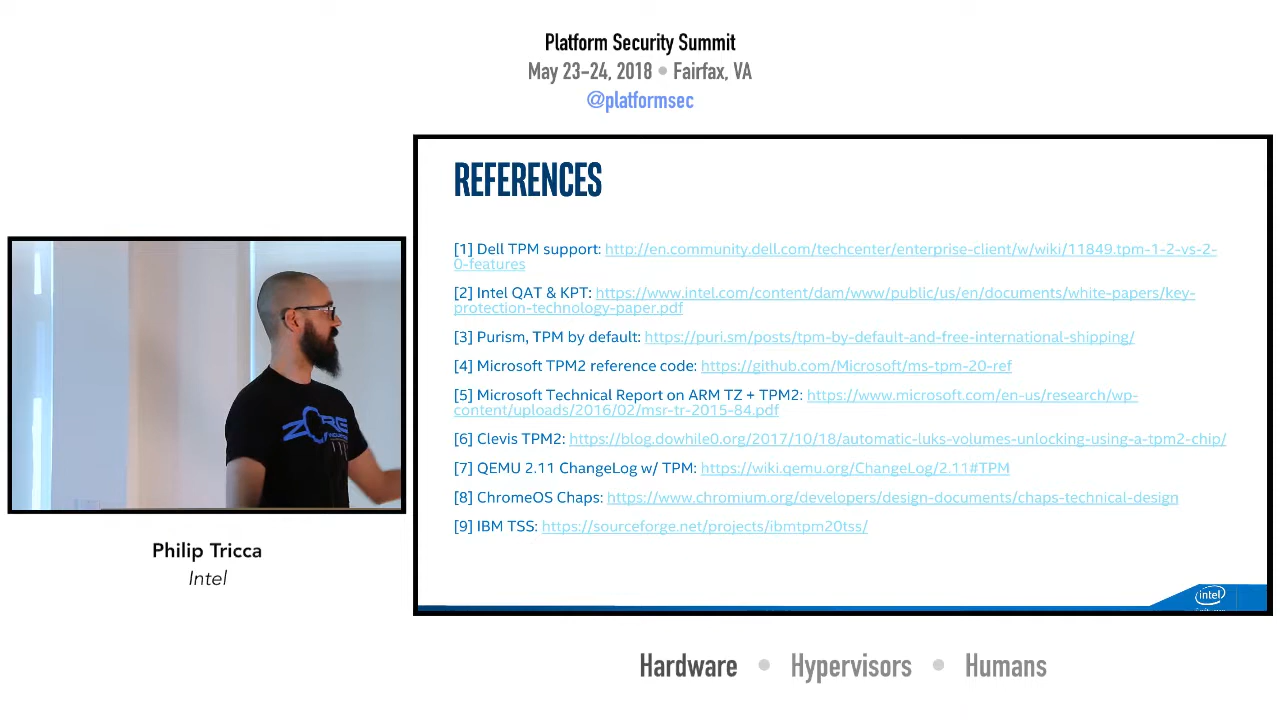 Platform Security Summit
May 23-24, 2018 • Fairfax, VA
@platformsec
REFERENCES
[1] Dell TPM support: http://en.community.dell.com/techcenter/enterprise-client/w/wiki/11849.tpm-1-2-vs-2-
0-features
[2] Intel QAT & KPT: https://www.intel.com/content/dam/www/public/us/en/documents/white-papers/key-
protection-technology-paper.pdf
[3] Purism, TPM by default: https://puri.sm/posts/tpm-by-default-and-free-international-shipping/
[4] Microsoft TPM2 reference code: https://github.com/Microsoft/ms-tpm-20-ref
[5] Microsoft Technical Report on ARM TZ + TPM2: https://www.microsoft.com/en-us/research/wp-
content/uploads/2016/02/msr-tr-2015-84.pdf
[6] Clevis TPM2: https://blog.dowhile0.org/2017/10/18/automatic-luks-volumes-unlocking-using-a-tpm2-chip/
[7] QEMU 2.11 ChangeLog w/ TPM: https://wiki.qemu.org/ChangeLog/2.11#TPM
[8] ChromeOS Chaps: https://www.chromium.org/developers/design-documents/chaps-technical-design
[9] IBM TSS: https://sourceforge.net/projects/ibmtpm20tss/
intel
Philip Tricca
Intel
Hardware • Hypervisors • Humans